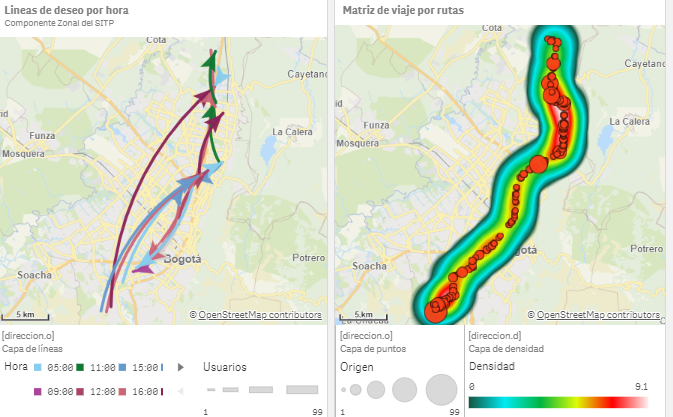 Lineas de deseo por hora
Componente Zonal del SITP
Cota
Cayetano
Funza
La Calera
Mosquera
Bogotá
Soacha
Potrero
5 km
© OpenStreetMap contributors
[direccion.o]
Capa de líneas
Hora
05:00
11:00
15:00
09:00
12:00
16:00
Usuarios
1
99
Matriz de viaje por rutas
Cota
Funza
La Calera
Mosquera
Soacha
Potrero
5 km
© OpenStreetMap contributors
[direccion.o]
Capa de puntos
Origen
1
99
[direccion.d]
Capa de densidad
Densidad
0
9.1